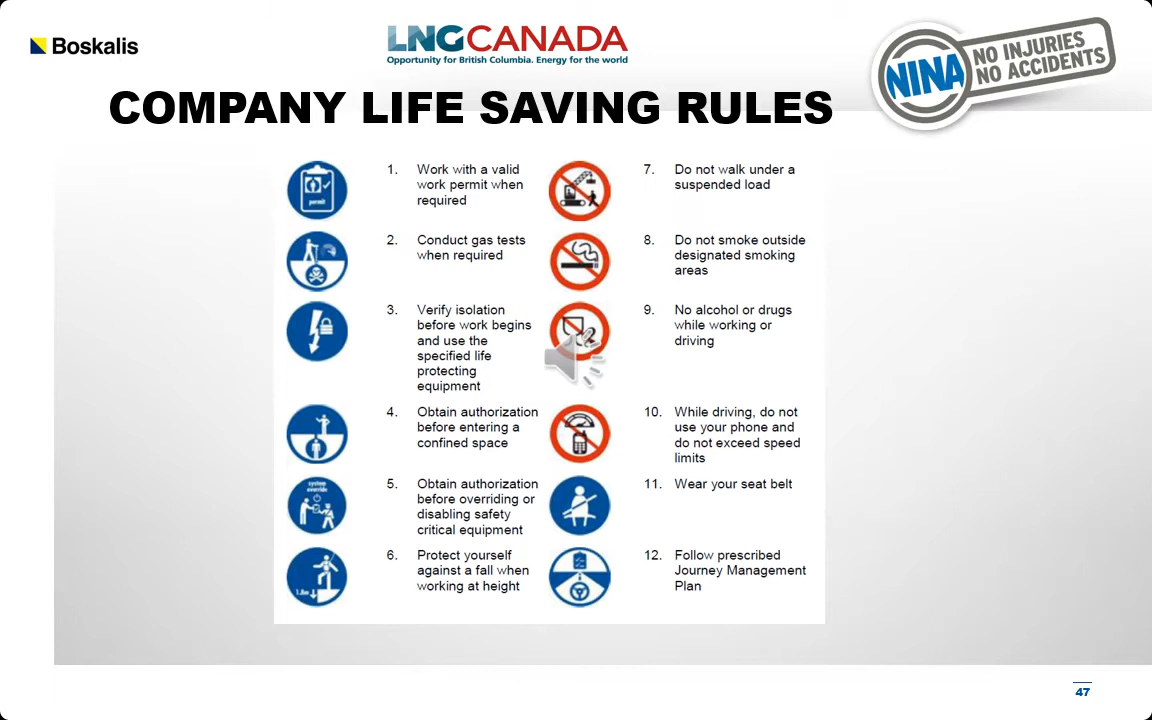 Boskalis
LNGCANADA
Opportunity for British Columbia. Energy for the world
NINA
NO INJURIES
NO ACCIDENTS
COMPANY LIFE SAVING RULES
permit
1. Work with a valid
work permit when
required
2. Conduct gas tests
when required
3. Verify isolation
before work begins
and use the
specified life
protecting
equipment
4. Obtain authorization
before entering a
confined space
system
override
5. Obtain authorization
before overriding or
disabling safety
critical equipment
1.8m
6. Protect yourself
against a fall when
working at height
7. Do not walk under a
suspended load
8. Do not smoke outside
designated smoking
areas
9. No alcohol or drugs
while working or
driving
10. While driving, do not
use your phone and
do not exceed speed
limits
11. Wear your seat belt
12. Follow prescribed
Journey Management
Plan
47